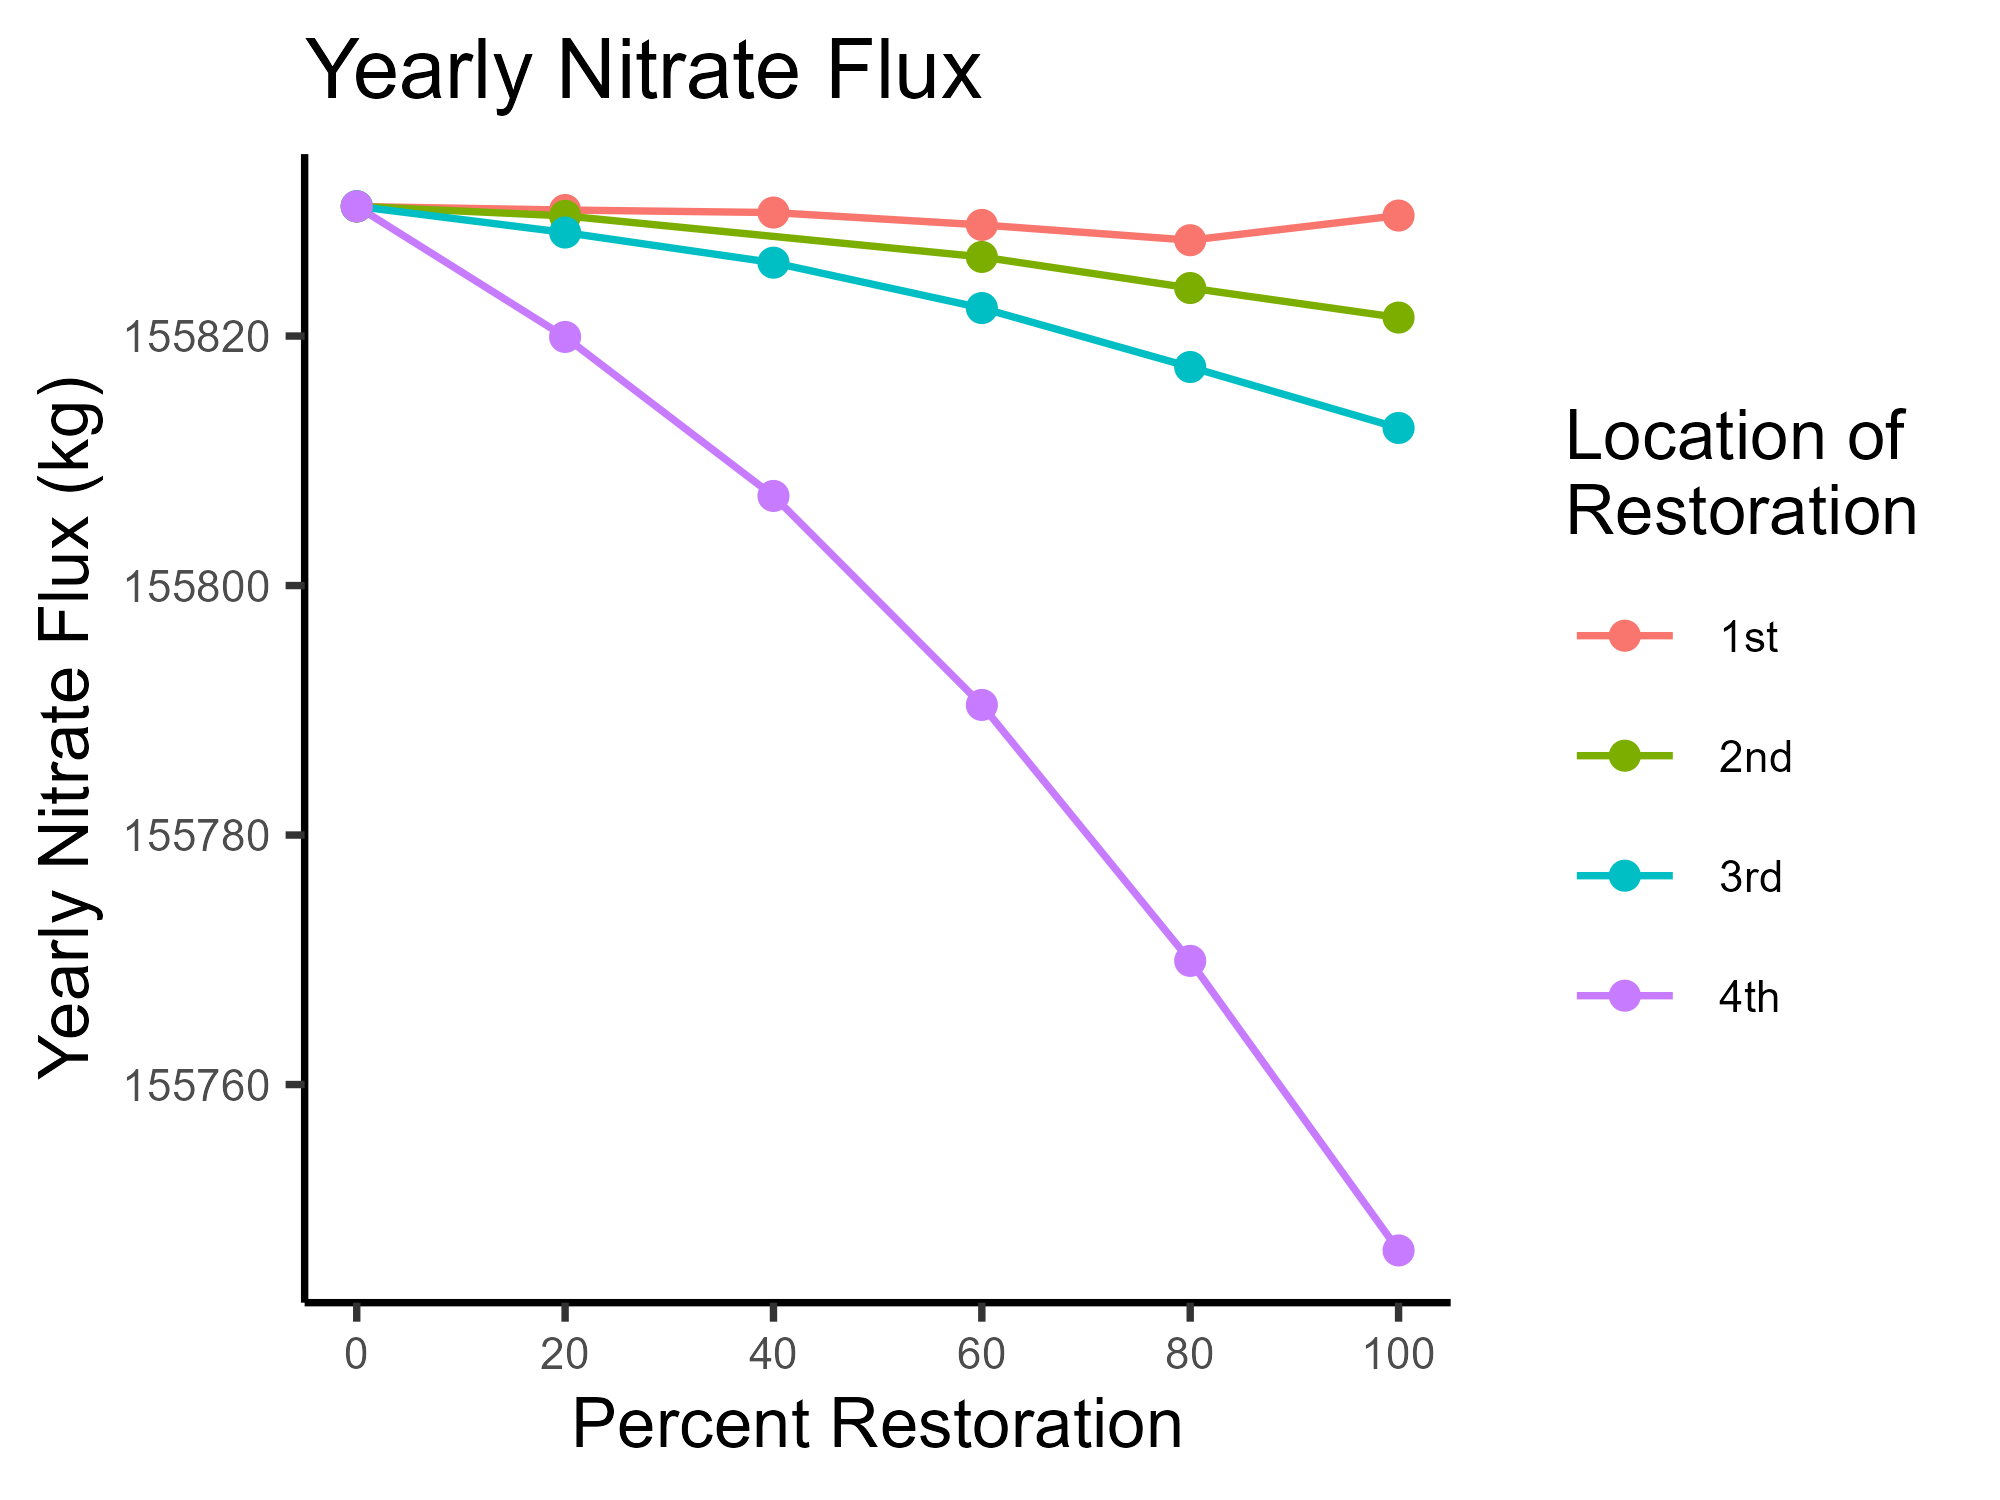 Yearly Nitrate Flux
Yearly Nitrate Flux (kg)
155820
155800
155780
155760
0 20 40 60 80 100
Percent Restoration
Location of
Restoration
1st
2nd
3rd
4th